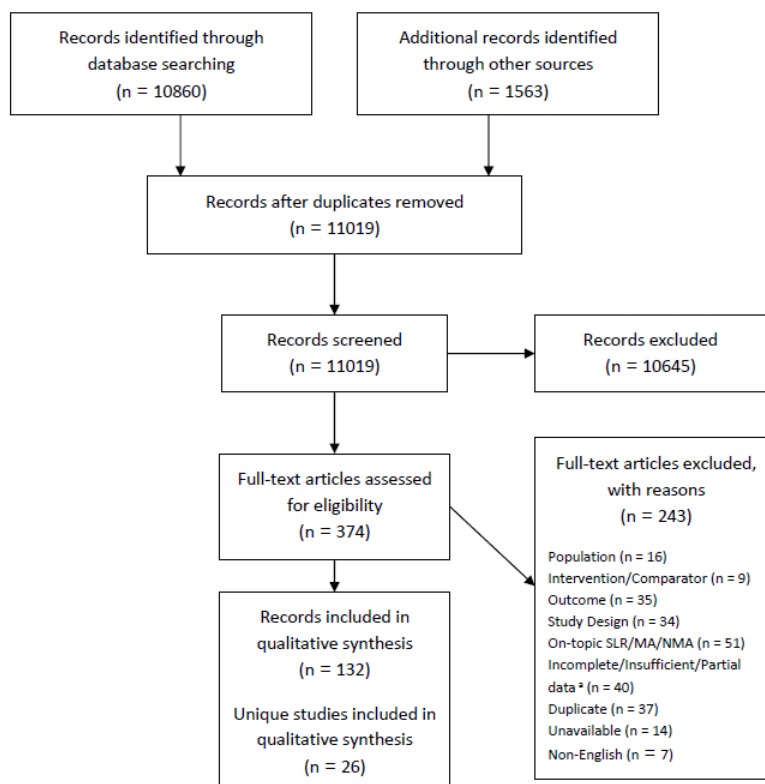 Records identified through
database searching
(n = 10860)
Additional records identified
through other sources
(n = 1563)
Records after duplicates removed
(n = 11019)
Records screened
(n = 11019)
Records excluded
(n = 10645)
Full-text articles assessed
for eligibility
(n = 374)
Full-text articles excluded,
with reasons
(n = 243)
Population (n = 16)
Intervention/Comparator (n = 9)
Outcome (n = 35)
Study Design (n = 34)
On-topic SLR/MA/NMA (n = 51)
Incomplete/Insufficient/Partial
data ª (n = 40)
Duplicate (n = 37)
Unavailable (n = 14)
Non-English (n = 7)
Records included in
qualitative synthesis
(n = 132)
Unique studies included in
qualitative synthesis
(n = 26)